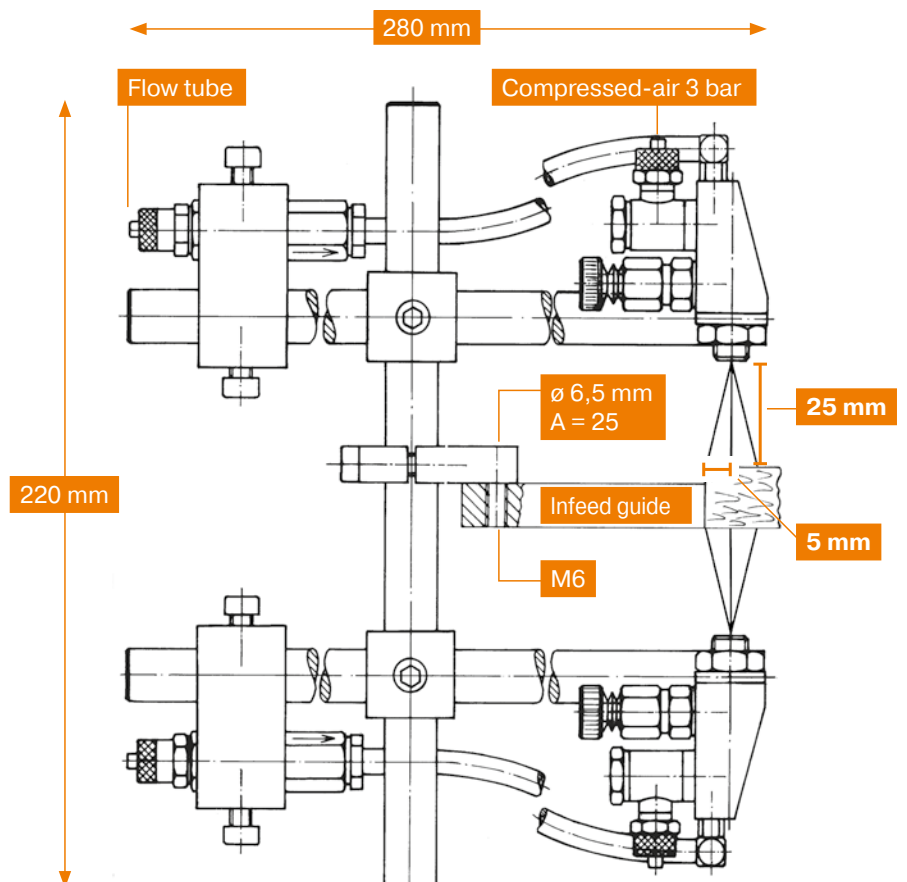 280 mm
Flow tube
Compressed-air 3 bar
ø 6,5 mm
A = 25
25 mm
220 mm
Infeed guide
5 mm
M6